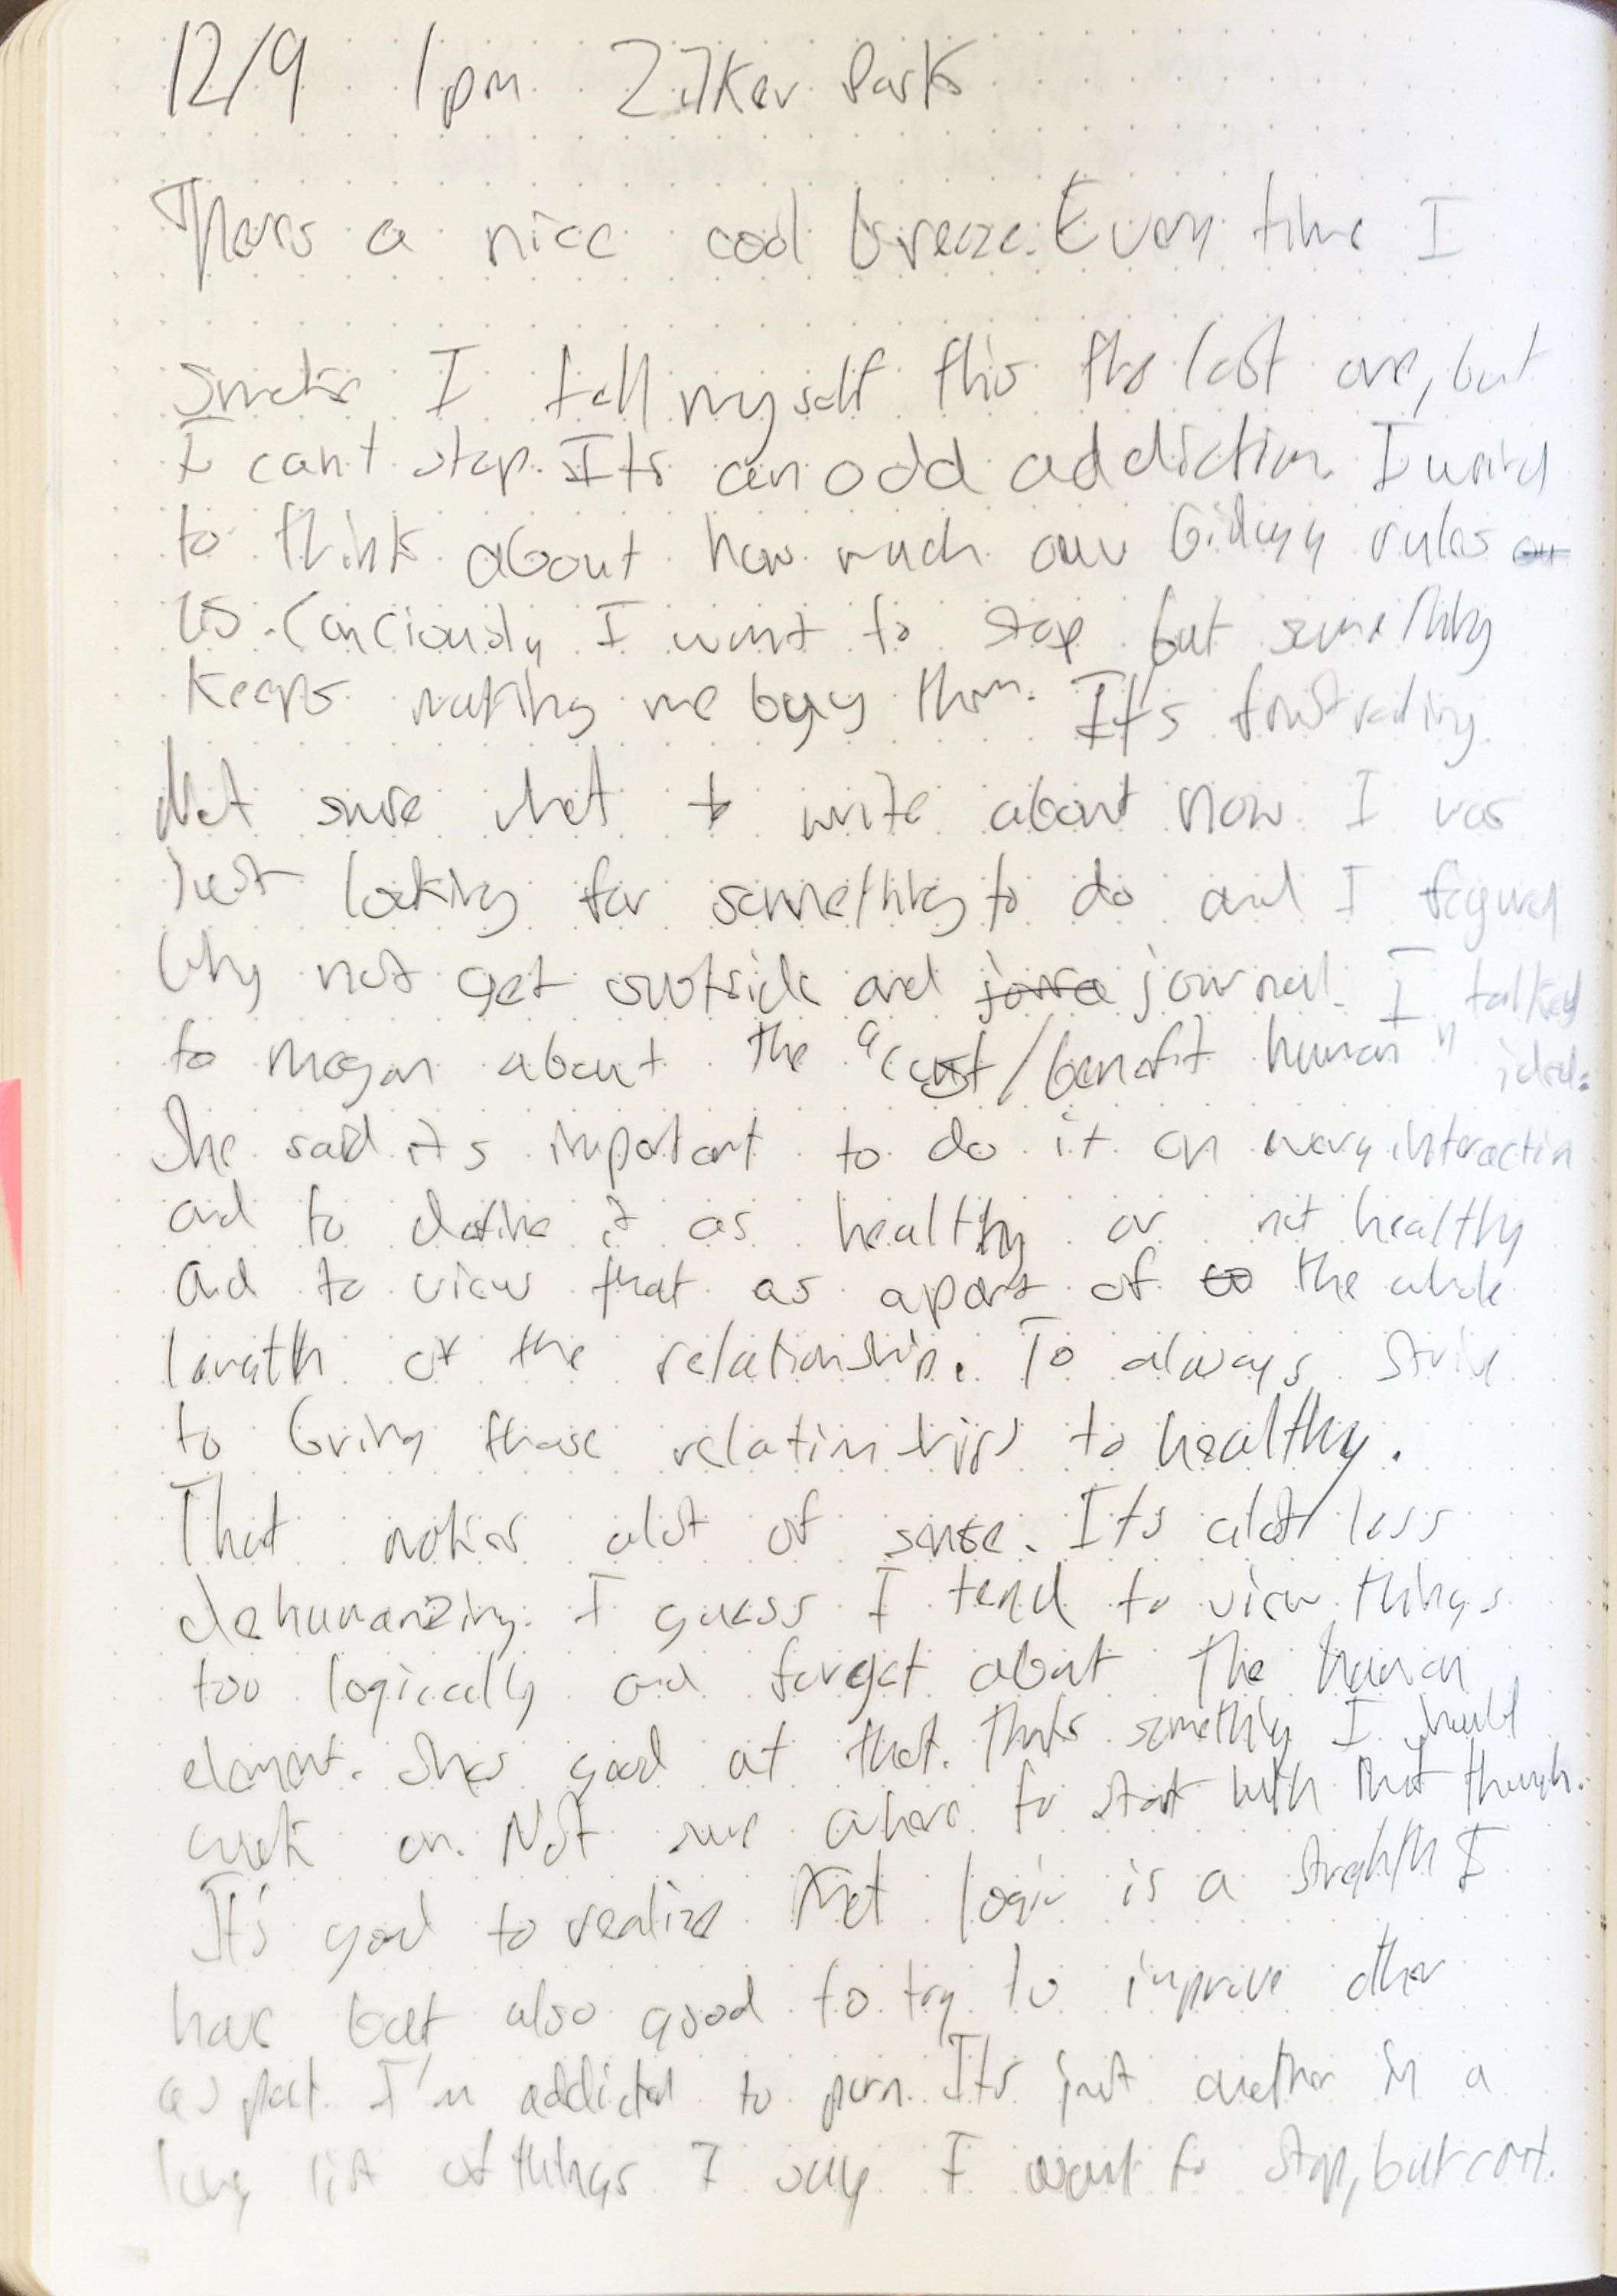 12/9 1pm Zilker Park
Thers a nice cool breeze. Every time I
smoke I tell myself this the last one, but
I cant stop. Its an odd addiction. I weird
to think about how much our biology rules
us. Conciously I want to stop but something
keeps making me buy them. It's frustrating.
Not sure what to write about now. I was
just looking for something to do and I figured
why not get outside and journal. I talked
to Megan about the "cost/benefit human" idea.
She said its important to do it on every interaction
and to define it as healthy or not healthy
and to view that as apart of the whole
length of the relationship. To always strive
to bring those relationships to healthy.
That makes alot of sense. Its alot less
dehumanizing. I guess I tend to view things
too logically and forget about the human
element. Shes good at that. Thats something I should
work on. Not sure where to start with that though.
It's good to realize that logic is a strength I
have but also good to try to improve other
aspect. I'm addicted to porn. Its just another in a
long list of things I say I want to stop, but cant.